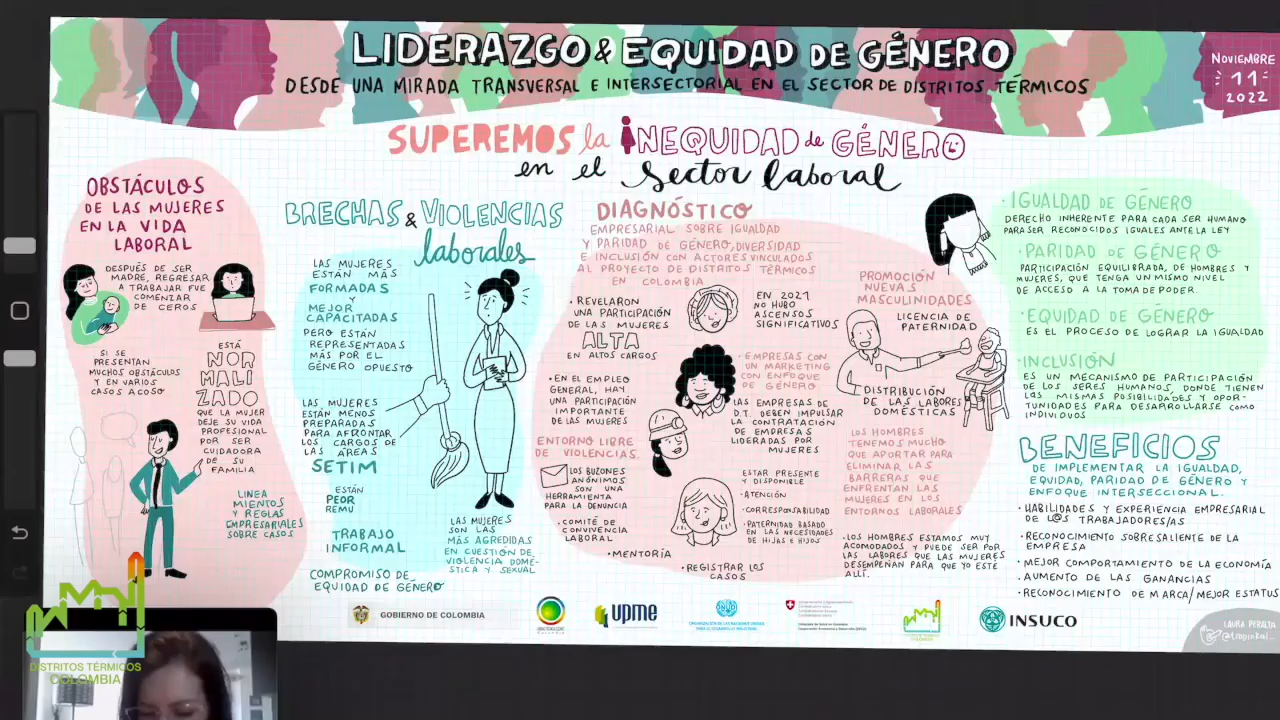 LIDERAZGO & EQUIDAD DE GÉNERO
DESDE UNA MIRADA TRANSVERSAL E INTERSECTORIAL EN EL SECTOR DE DISTRITOS TÉRMICOS
NOVIEMBRE
11
2022
SUPEREMOS la INEQUIDAD de GÉNERO
en el sector laboral
OBSTÁCULOS
DE LAS MUJERES
EN LA VIDA
LABORAL
DESPUÉS DE SER
MADRE, REGRESAR
A TRABAJAR FUE
COMENZAR
DE CEROS
SI SE
PRESENTAN
MUCHOS OBSTÁCULOS
Y EN VARIOS
CASOS ACOSO
ESTÁ
NOR
MALI
ZADO
QUE LA MUJER
DEJE SU VIDA
PROFESIONAL
POR SER
CUIDADORA
DE SU
FAMILIA
LINEA
MIENTOS
Y REGLAS
EMPRESARIALES
SOBRE CASOS
BRECHAS & VIOLENCIAS
laborales
LAS MUJERES
ESTÁN MÁS
FORMADAS
Y
MEJOR
CAPACITADAS
PERO ESTÁN
REPRESENTADAS
MÁS POR EL
GÉNERO OPUESTO
LAS MUJERES
ESTÁN MENOS
PREPARADAS
PARA AFRONTAR
LOS CARGOS DE
LAS ÁREAS
SETIM
ESTÁN
PEOR
REMU
TRABAJO
INFORMAL
COMPROMISO DE
EQUIDAD DE GÉNERO
LAS MUJERES
SON LAS
MÁS AGREDIDAS
EN CUESTIÓN DE
VIOLENCIA DOMÉ-
STICA Y SEXUAL
DIAGNÓSTICO
EMPRESARIAL SOBRE IGUALDAD
Y PARIDAD DE GÉNERO, DIVERSIDAD
E INCLUSIÓN CON ACTORES VINCULADOS
AL PROYECTO DE DISTRITOS TÉRMICOS
EN COLOMBIA
• REVELARON
UNA PARTICIPACIÓN
DE LAS MUJERES
ALTA
EN ALTOS CARGOS
• EN EL EMPLEO
GENERAL, HAY
UNA PARTICIPACIÓN
IMPORTANTE
DE LAS MUJERES
ENTORNO LIBRE
DE VIOLENCIAS.
LOS BUZONES
ANÓNIMOS
SON UNA
HERRAMIENTA
PARA LA DENUNCIA
• COMITÉ DE
CONVIVENCIA
LABORAL
• MENTORÍA
EN 2021
NO HUBO
ASCENSOS
SIGNIFICATIVOS
• EMPRESAS CON
UN MARKETING
CON ENFOQUE
DE GÉNERO
LAS EMPRESAS DE
D.T. DEBEN IMPULSAR
LA CONTRATACIÓN
DE EMPRESAS
LIDERADAS POR
MUJERES
ESTAR PRESENTE
Y DISPONIBLE
• ATENCIÓN
• CORRESPONSABILIDAD
• PATERNIDAD BASADO
EN LAS NECESIDADES
DE HIJAS E HIJOS
• REGISTRAR LOS
CASOS
PROMOCIÓN
NUEVAS
MASCULINIDADES
LICENCIA DE
PATERNIDAD
DISTRIBUCIÓN
DE LAS LABORES
DOMÉSTICAS
LOS HOMBRES
TENEMOS MUCHO
QUE APORTAR PARA
ELIMINAR LAS
BARRERAS QUE
ENFRENTAN LAS
MUJERES EN LOS
ENTORNOS LABORALES
• LOS HOMBRES ESTAMOS MUY
ACOMODADOS Y PUEDE SER POR
LAS LABORES QUE LAS MUJERES
DESEMPEÑAN PARA QUE YO ESTÉ
ALLÍ.
• IGUALDAD DE GÉNERO
DERECHO INHERENTE PARA CADA SER HUMANO
PARA SER RECONOCIDOS IGUALES ANTE LA LEY
• PARIDAD DE GÉNERO
PARTICIPACIÓN EQUILIBRADA, DE HOMBRES Y
MUJERES, QUE TENGA UN MISMO NIVEL
DE ACCESO A LA TOMA DE PODER.
• EQUIDAD DE GÉNERO
ES EL PROCESO DE LOGRAR LA IGUALDAD
• INCLUSIÓN
ES UN MECANISMO DE PARTICIPACIÓN
DE LOS SERES HUMANOS, DONDE TIENEN
LAS MISMAS POSIBILIDADES Y OPOR-
TUNIDADES PARA DESARROLLARSE COMO
INDIVIDUOS
BENEFICIOS
DE IMPLEMENTAR LA IGUALDAD,
EQUIDAD, PARIDAD DE GÉNERO Y
ENFOQUE INTERSECCIONAL.
• HABILIDADES Y EXPERIENCIA EMPRESARIAL
DE L@S TRABAJADORES/AS
• RECONOCIMIENTO SOBRESALIENTE DE LA
EMPRESA
• MEJOR COMPORTAMIENTO DE LA ECONOMÍA
• AUMENTO DE LAS GANANCIAS
GOBIERNO DE COLOMBIA
upme
INSUCO
LAURA PERALTA
DISTRITOS TÉRMICOS
COLOMBIA